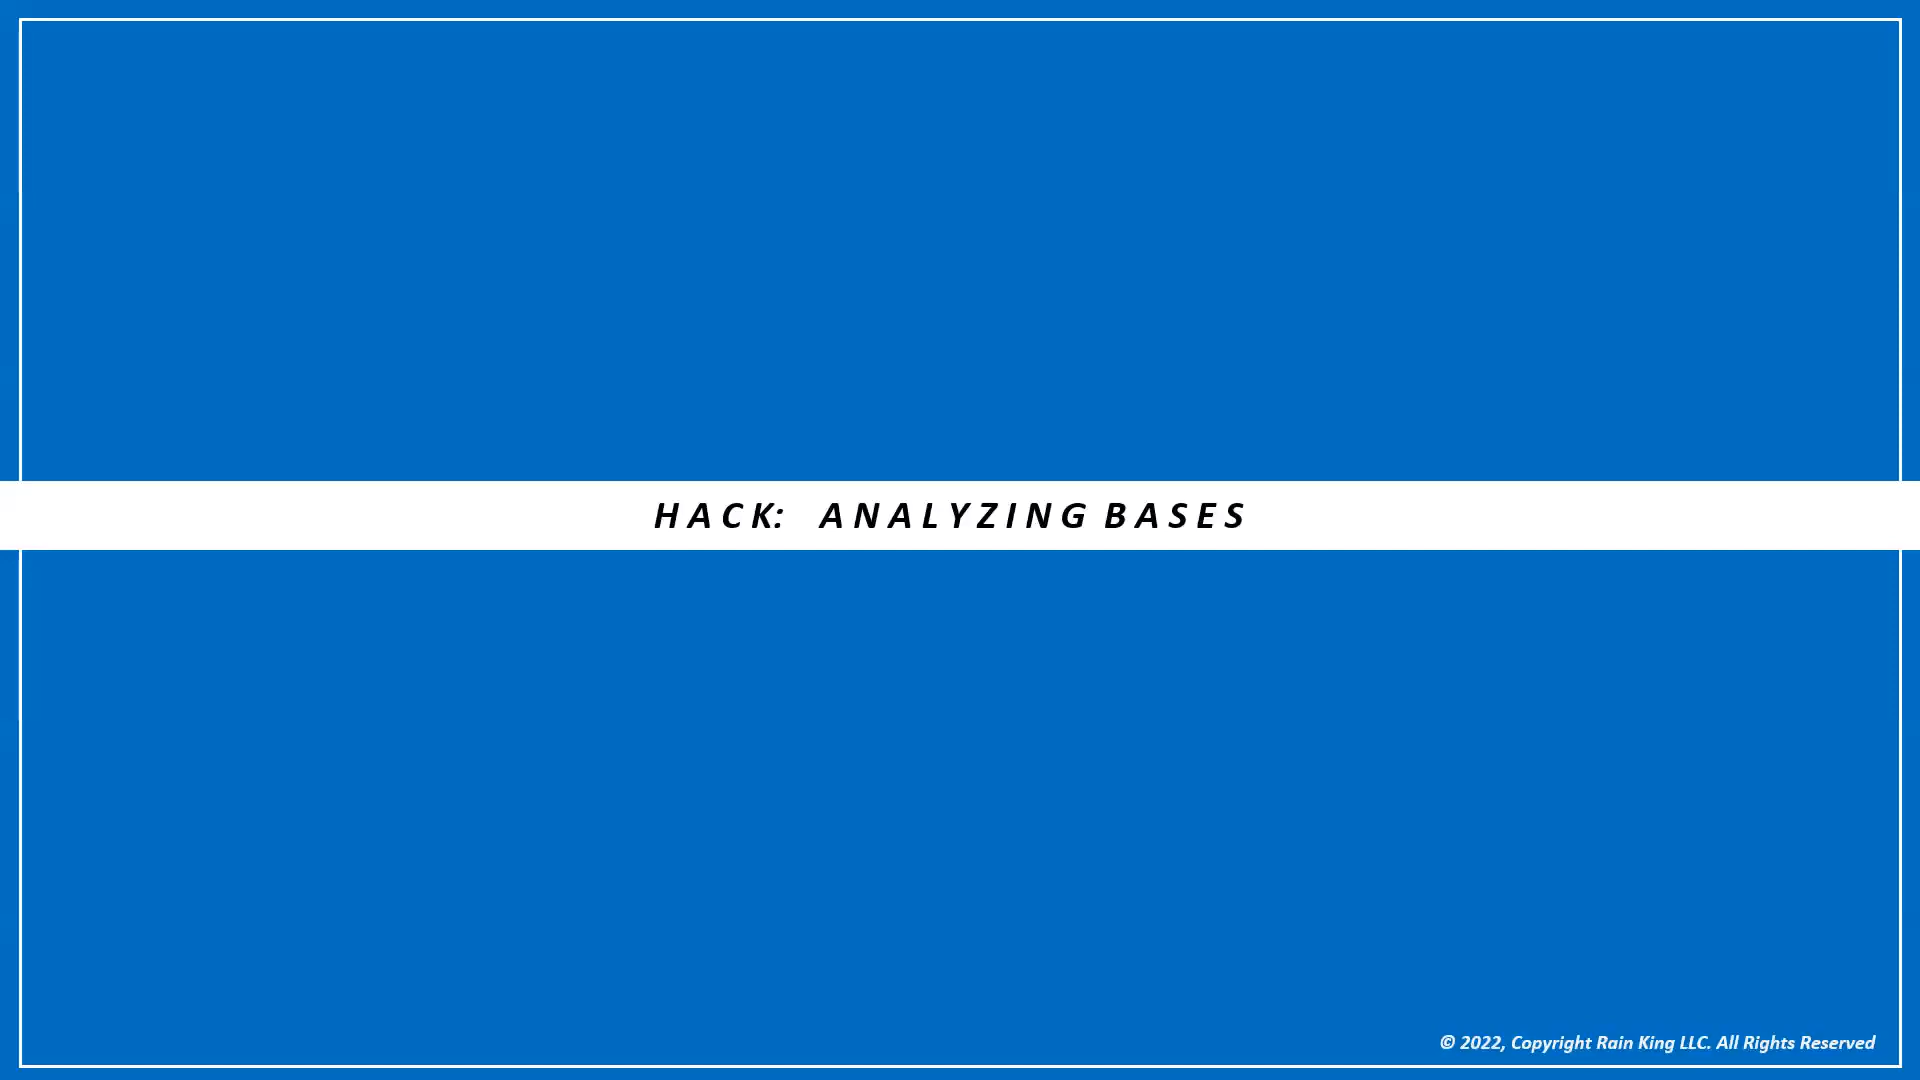 HACK: ANALYZING BASES
© 2022, Copyright Rain King LLC. All Rights Reserved